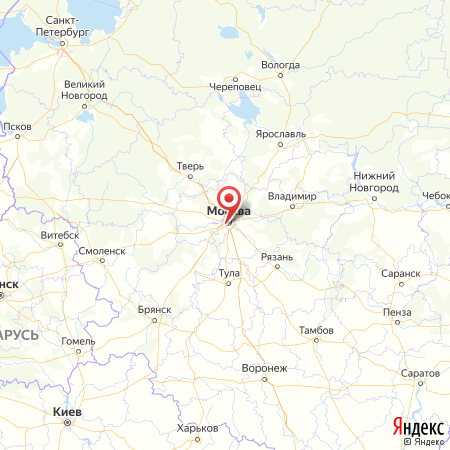 Санкт-
Петербург
Вологда
Череповец
Великий
Новгород
Псков
Ярославль
Тверь
Нижний
Новгород
Владимир
Чебок
Мо ва
Витебск
Смоленск
Рязань
Тула
Саранск
НСК
Брянск
Пенза
АРУСЬ
Тамбов
Гомель
Воронеж
Саратов
Киев
Харьков
Яндекс
© Яндекс